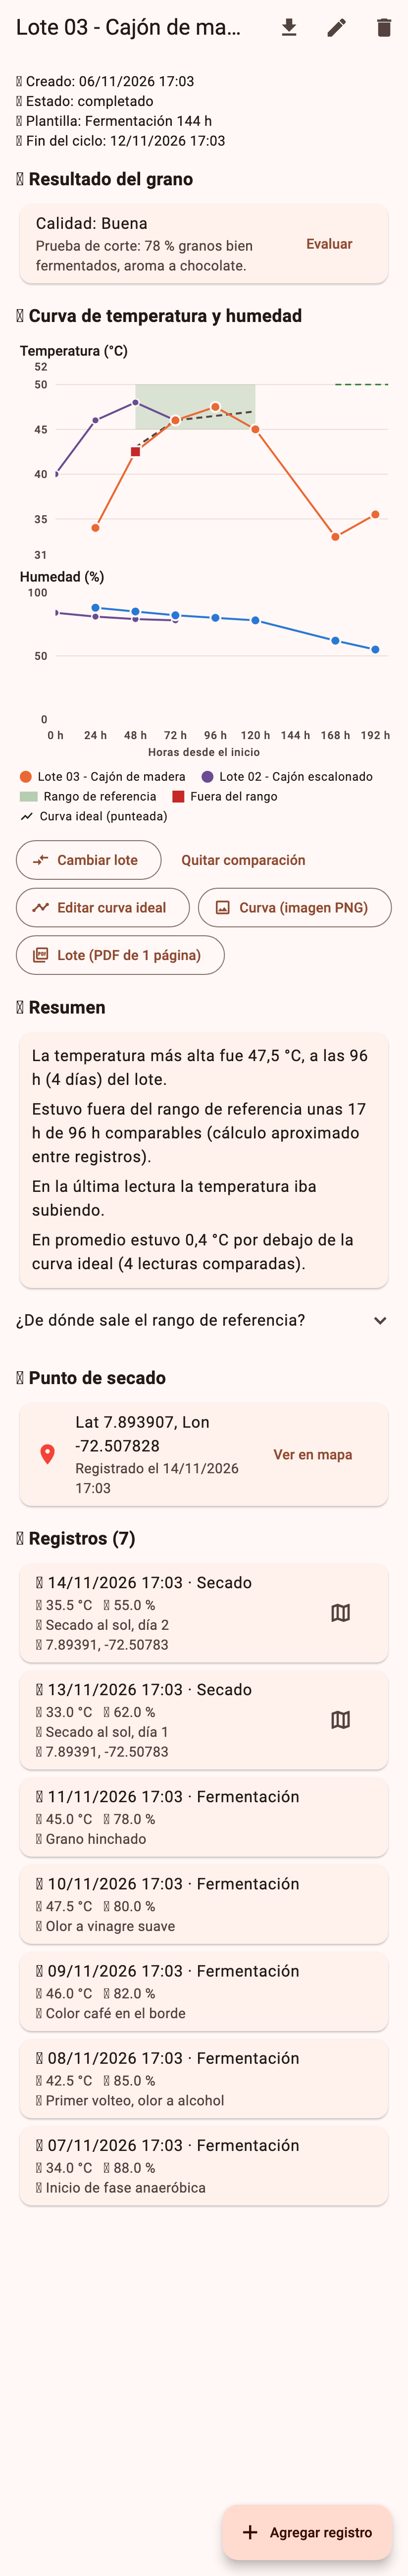 Lote 03 - Cajón de ma...
Creado: 06/11/2026 17:03
Estado: completado
Plantilla: Fermentación 144 h
Fin del ciclo: 12/11/2026 17:03
Resultado del grano
Calidad: Buena
Prueba de corte: 78 % granos bien
fermentados, aroma a chocolate.
Evaluar
Curva de temperatura y humedad
Temperatura (°C)
52
50
45
40
35
31
Humedad (%)
100
50
0
0 h 24 h 48 h 72 h 96 h 120 h 144 h 168 h 192 h
Horas desde el inicio
Lote 03 - Cajón de madera Lote 02 - Cajón escalonado
Rango de referencia Fuera del rango
Curva ideal (punteada)
Cambiar lote Quitar comparación
Editar curva ideal Curva (imagen PNG)
Lote (PDF de 1 página)
Resumen
La temperatura más alta fue 47,5 °C, a las 96
h (4 días) del lote.
Estuvo fuera del rango de referencia unas 17
h de 96 h comparables (cálculo aproximado
entre registros).
En la última lectura la temperatura iba
subiendo.
En promedio estuvo 0,4 °C por debajo de la
curva ideal (4 lecturas comparadas).
¿De dónde sale el rango de referencia?
Punto de secado
Lat 7.893907, Lon
-72.507828
Registrado el 14/11/2026
17:03
Ver en mapa
Registros (7)
14/11/2026 17:03 · Secado
35.5 °C 55.0 %
Secado al sol, día 2
7.89391, -72.50783
13/11/2026 17:03 · Secado
33.0 °C 62.0 %
Secado al sol, día 1
7.89391, -72.50783
11/11/2026 17:03 · Fermentación
45.0 °C 78.0 %
Grano hinchado
10/11/2026 17:03 · Fermentación
47.5 °C 80.0 %
Olor a vinagre suave
09/11/2026 17:03 · Fermentación
46.0 °C 82.0 %
Color café en el borde
08/11/2026 17:03 · Fermentación
42.5 °C 85.0 %
Primer volteo, olor a alcohol
07/11/2026 17:03 · Fermentación
34.0 °C 88.0 %
Inicio de fase anaeróbica
Agregar registro